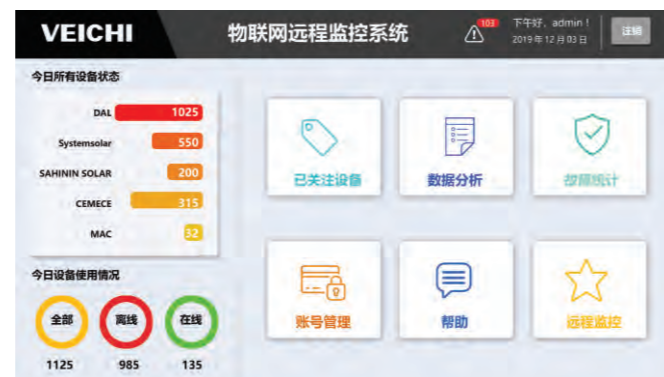 VEICHI
物联网远程监控系统
103
下午好，admin！
2019年12月03日
注销
今日所有设备状态
DAL 1025
Systemsolar 550
SAHININ SOLAR 200
CEMECE 315
MAC 32
今日设备使用情况
全部 离线 在线
1125 985 135
已关注设备 数据分析 故障统计
账号管理 帮助 远程监控